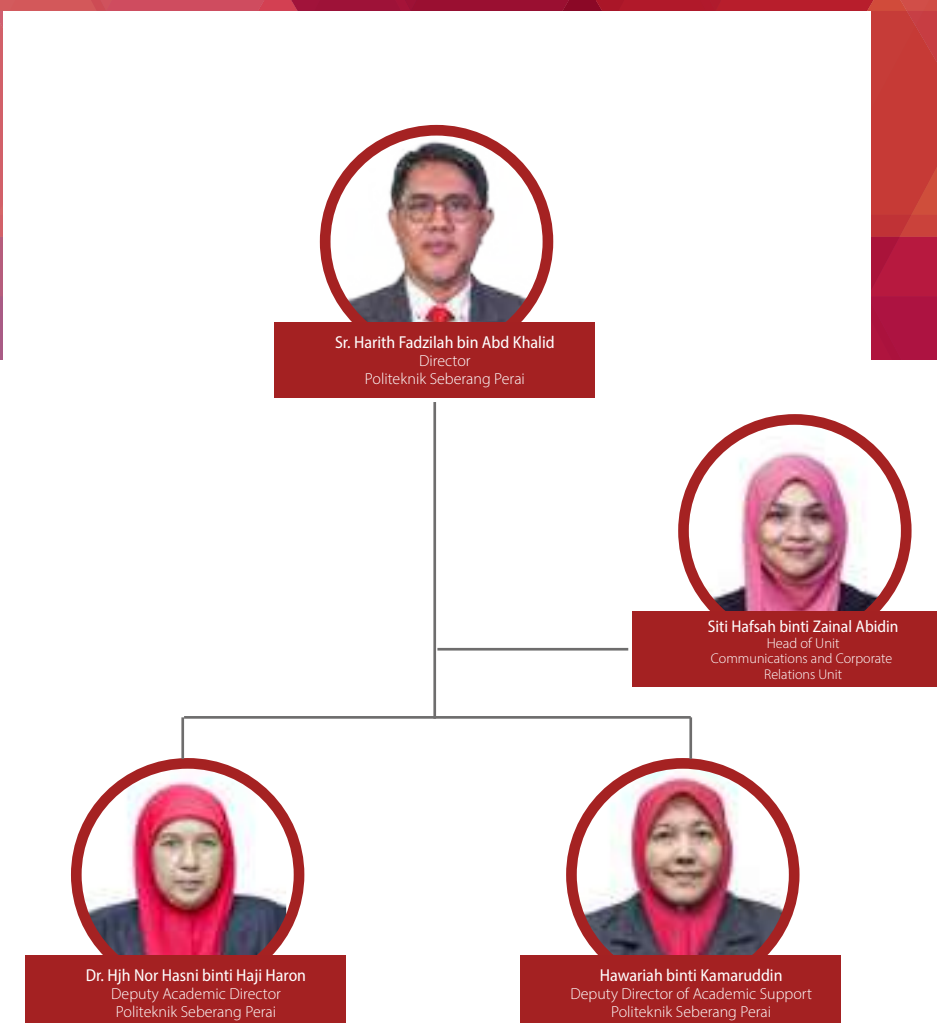 Sr. Harith Fadzilah bin Abd Khalid
Director
Politeknik Seberang Perai
Siti Hafsah binti Zainal Abidin
Head of Unit
Communications and Corporate
Relations Unit
Dr. Hjh Nor Hasni binti Haji Haron
Deputy Academic Director
Politeknik Seberang Perai
Hawariah binti Kamaruddin
Deputy Director of Academic Support
Politeknik Seberang Perai